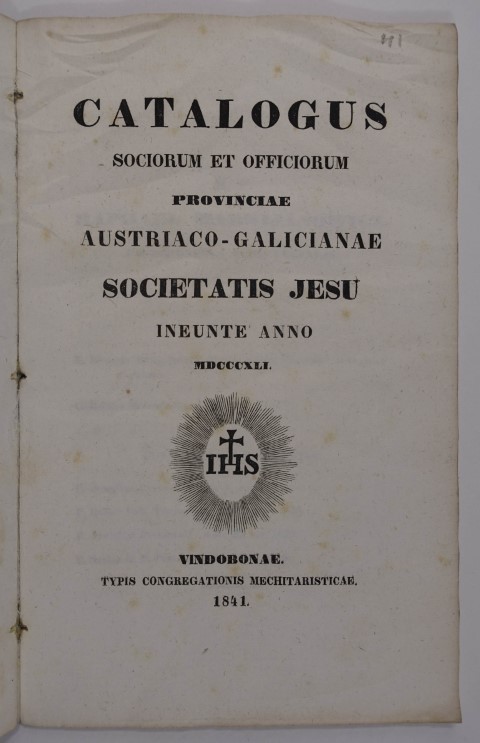 CATALOGUS
SOCIORUM ET OFFICIORUM
PROVINCIAE
AUSTRIACO-GALICIANAE
SOCIETATIS JESU
INEUNTE ANNO
MDCCCXLI.
IHS
VINDOBONAE.
TYPIS CONGREGATIONIS MECHITARISTICAE.
1841.